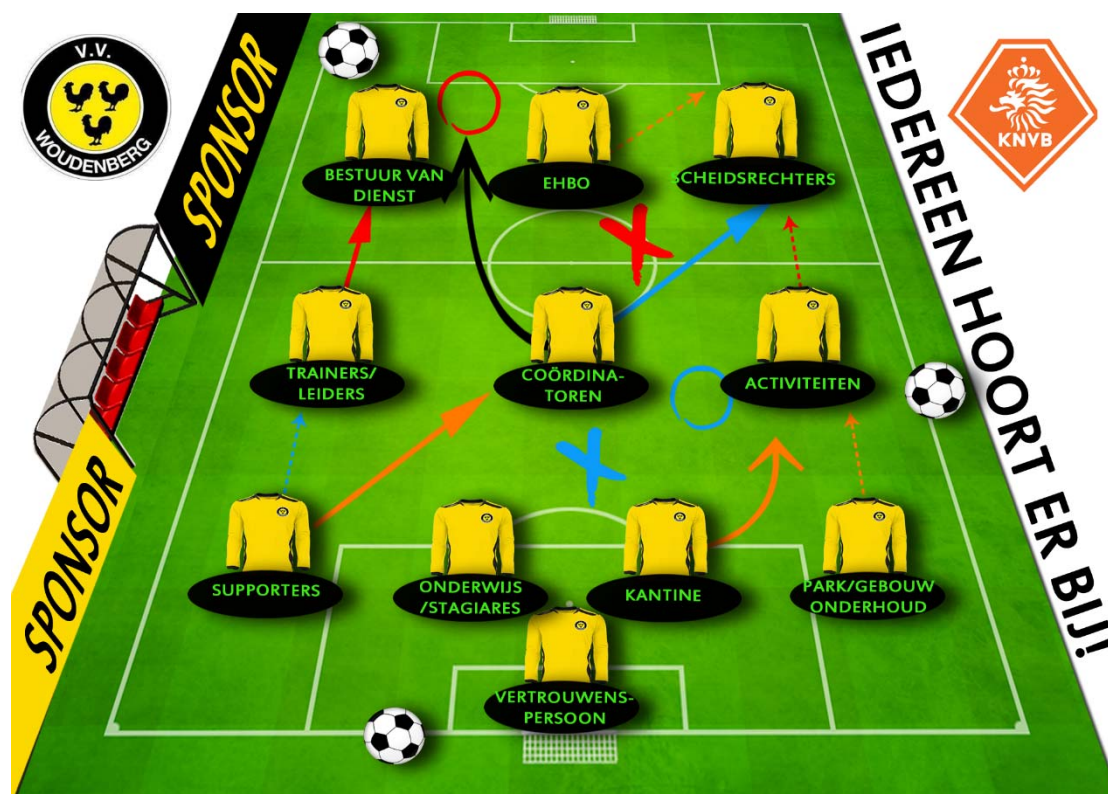 V.V.
WOUDENBERG
SPONSOR
SPONSOR
IEDEREEN HOORT ER BIJ!
KNVB
BESTUUR VAN
DIENST
EHBO
SCHEIDSRECHTERS
TRAINERS/
LEIDERS
COÖRDINA-
TOREN
ACTIVITEITEN
SUPPORTERS
ONDERWIJS
/STAGIARES
KANTINE
PARK/GEBOUW
ONDERHOUD
VERTROUWENS-
PERSOON